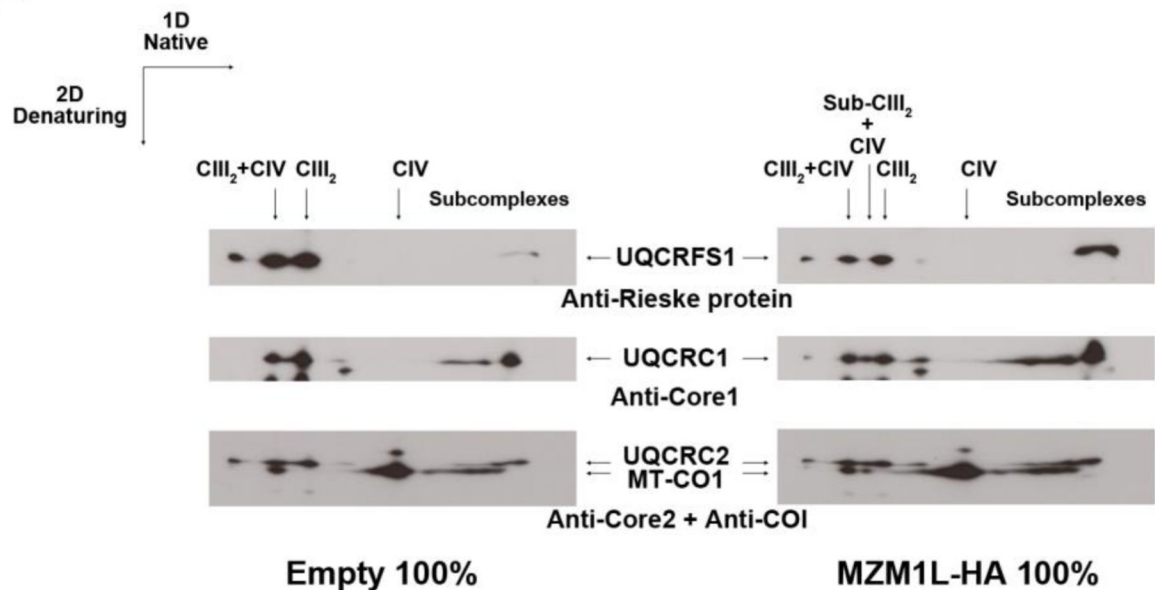 1D
Native
2D
Denaturing
Sub-CIII₂
+
CIV
CIII₂+CIV CIII₂ CIV
Subcomplexes
CIII₂+CIV CIII₂ CIV
Subcomplexes
UQCRFS1
Anti-Rieske protein
UQCRC1
Anti-Core1
UQCRC2
MT-CO1
Anti-Core2 + Anti-COI
Empty 100% MZM1L-HA 100%